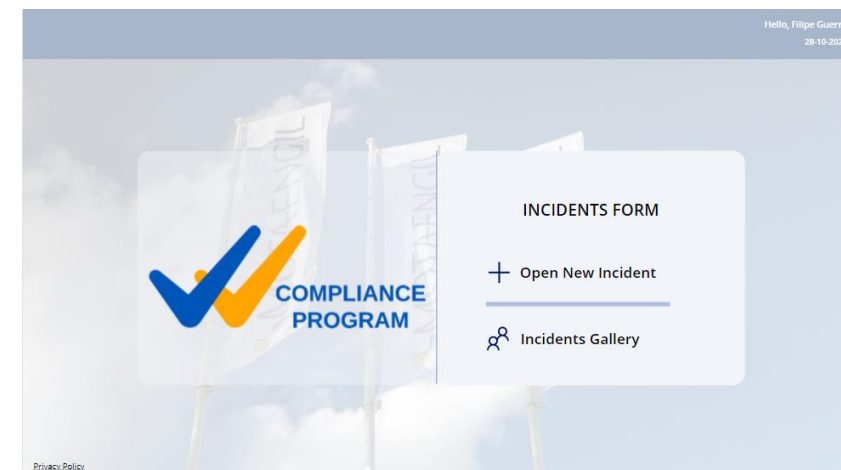 Hello, Filipe Guerr
28-10-202
INCIDENTS FORM
COMPLIANCE
PROGRAM
Open New Incident
Incidents Gallery
Privacy Policy